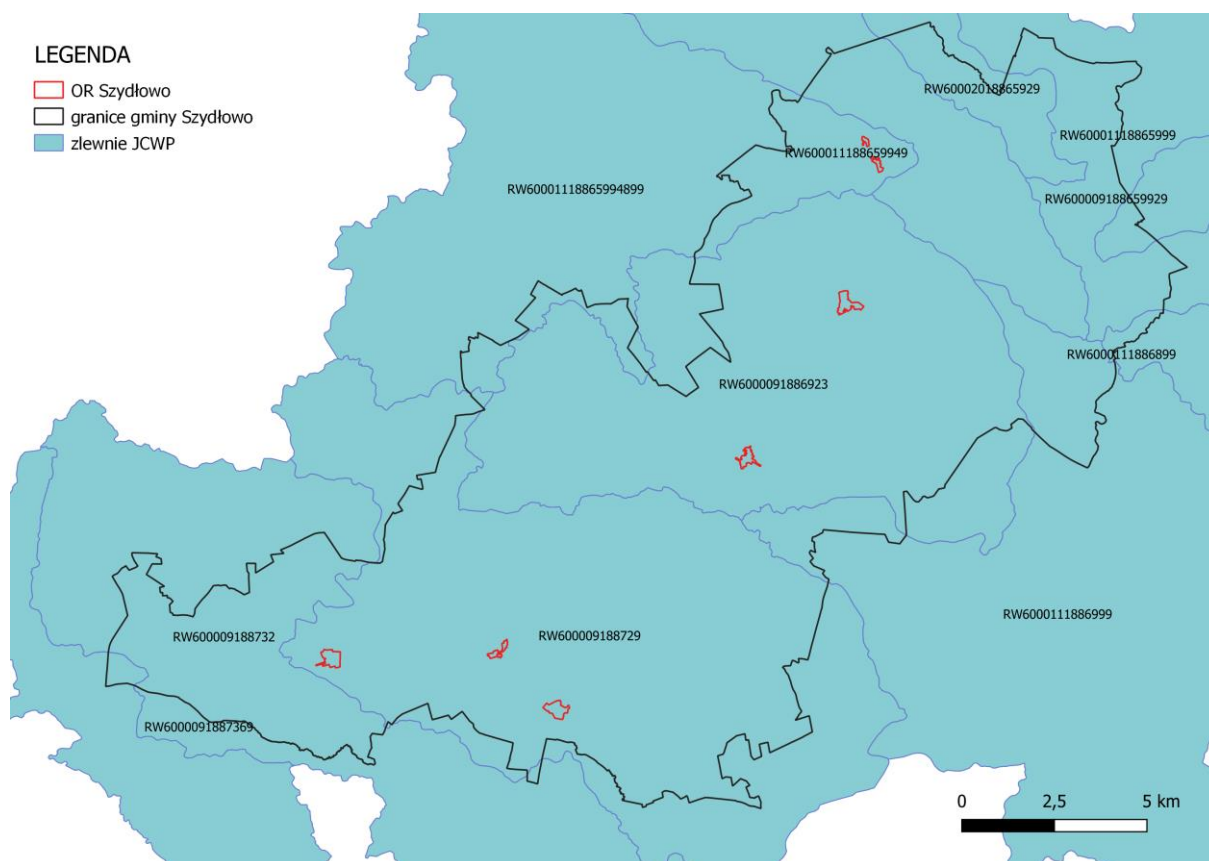 LEGENDA
OR Szydłowo
granice gminy Szydłowo
zlewnie JCWP
RW60002018865929
RW60001118865999
RW600011188659949
RW60001118865994899
RW600009188659929
RW6000111886899
RW6000091886923
RW6000111886999
RW600009188732
RW600009188729
RW6000091887369
0 2,5 5 km